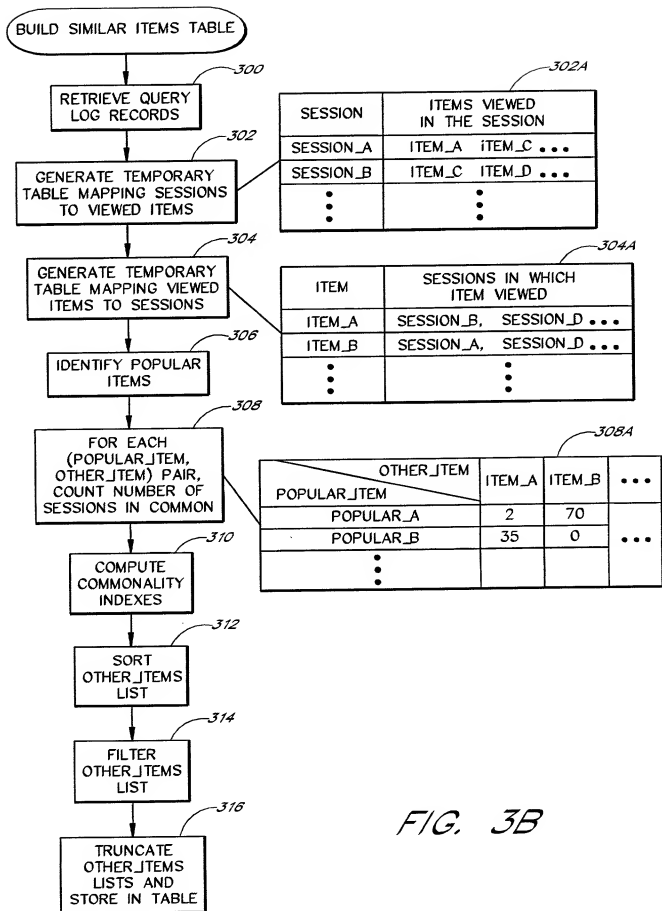 BUILD SIMILAR ITEMS TABLE
300
RETRIEVE QUERY
LOG RECORDS
302
GENERATE TEMPORARY
TABLE MAPPING SESSIONS
TO VIEWED ITEMS
302A
SESSION
ITEMS VIEWED
IN THE SESSION
SESSION_A ITEM_A ITEM_C •••
SESSION_B ITEM_C ITEM_D •••
304
GENERATE TEMPORARY
TABLE MAPPING VIEWED
ITEMS TO SESSIONS
304A
ITEM
SESSIONS IN WHICH
ITEM VIEWED
ITEM_A SESSION_B, SESSION_D •••
ITEM_B SESSION_A, SESSION_D •••
306
IDENTIFY POPULAR
ITEMS
308
FOR EACH
(POPULAR_ITEM,
OTHER_ITEM) PAIR,
COUNT NUMBER OF
SESSIONS IN COMMON
308A
OTHER_ITEM
POPULAR_ITEM
ITEM_A ITEM_B •••
POPULAR_A 2 70
POPULAR_B 35 0 •••
310
COMPUTE
COMMONALITY
INDEXES
312
SORT
OTHER_ITEMS
LIST
314
FILTER
OTHER_ITEMS
LIST
316
TRUNCATE
OTHER_ITEMS
LISTS AND
STORE IN TABLE
FIG. 3B